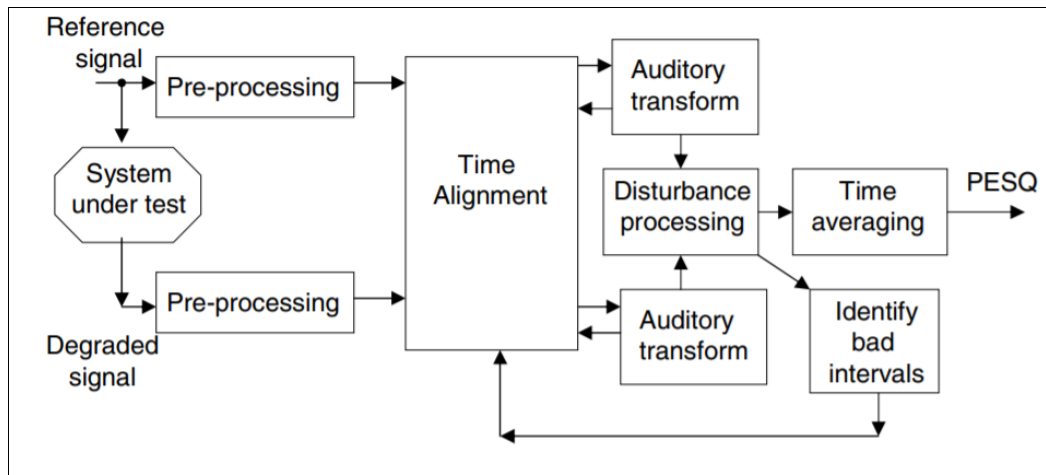 Reference
signal
Pre-processing
System
under test
Degraded
signal
Pre-processing
Time
Alignment
Auditory
transform
Disturbance
processing
Auditory
transform
Time
averaging
PESQ
Identify
bad
intervals